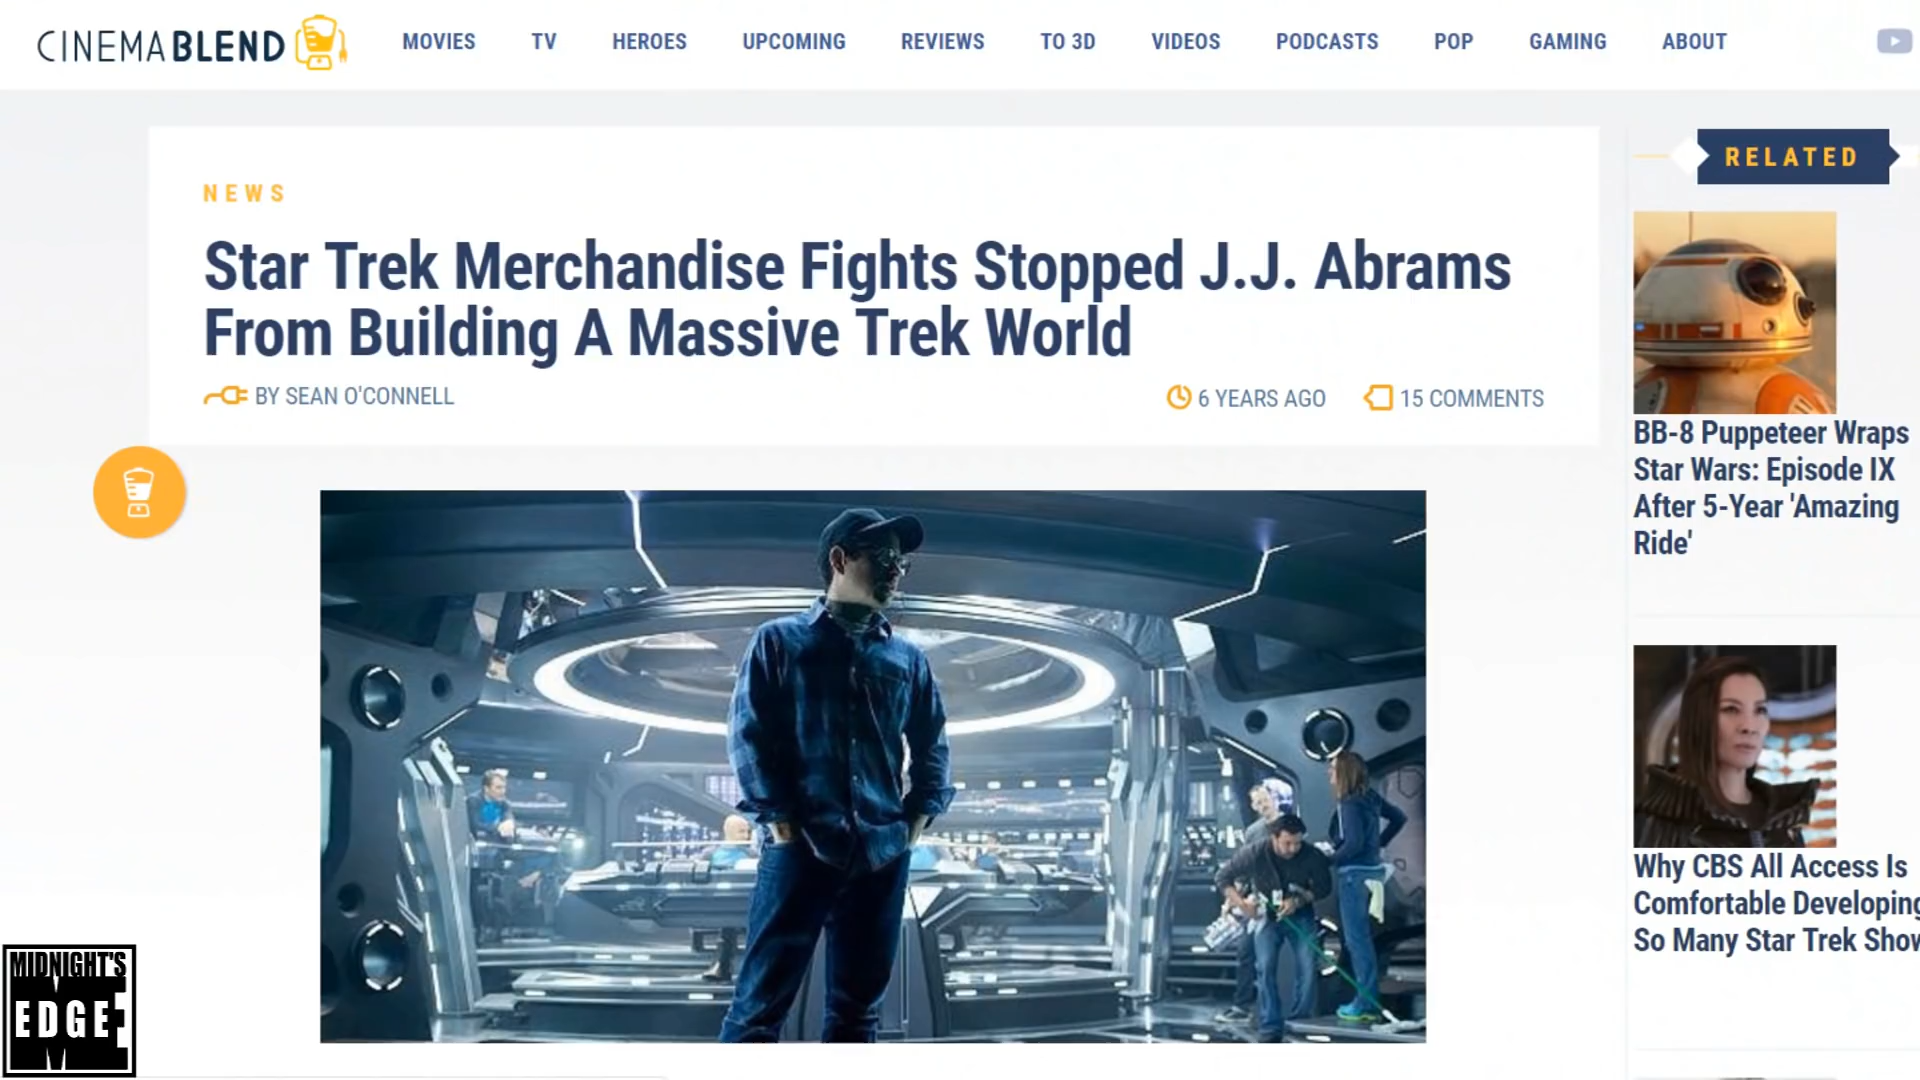 CINEMABLEND
MOVIES TV HEROES UPCOMING REVIEWS TO 3D VIDEOS PODCASTS POP GAMING ABOUT
NEWS
Star Trek Merchandise Fights Stopped J.J. Abrams
From Building A Massive Trek World
BY SEAN O'CONNELL
6 YEARS AGO
15 COMMENTS
RELATED
BB-8 Puppeteer Wraps
Star Wars: Episode IX
After 5-Year 'Amazing
Ride'
Why CBS All Access Is
Comfortable Developing
So Many Star Trek Show
MIDNIGHT'S
EDGE